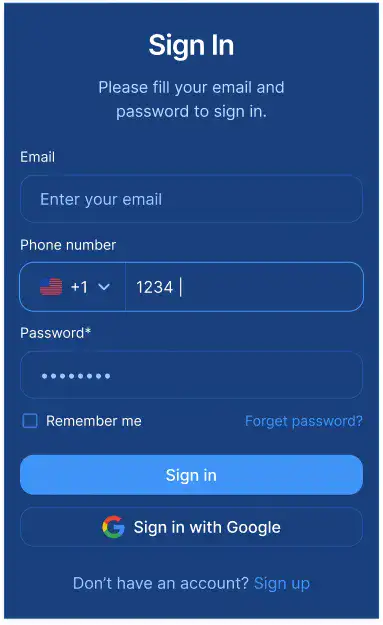 Sign In
Please fill your email and
password to sign in.
Email
Enter your email
Phone number
+1 1234
Password*
••••••••
Remember me Forget password?
Sign in
Sign in with Google
Don’t have an account? Sign up